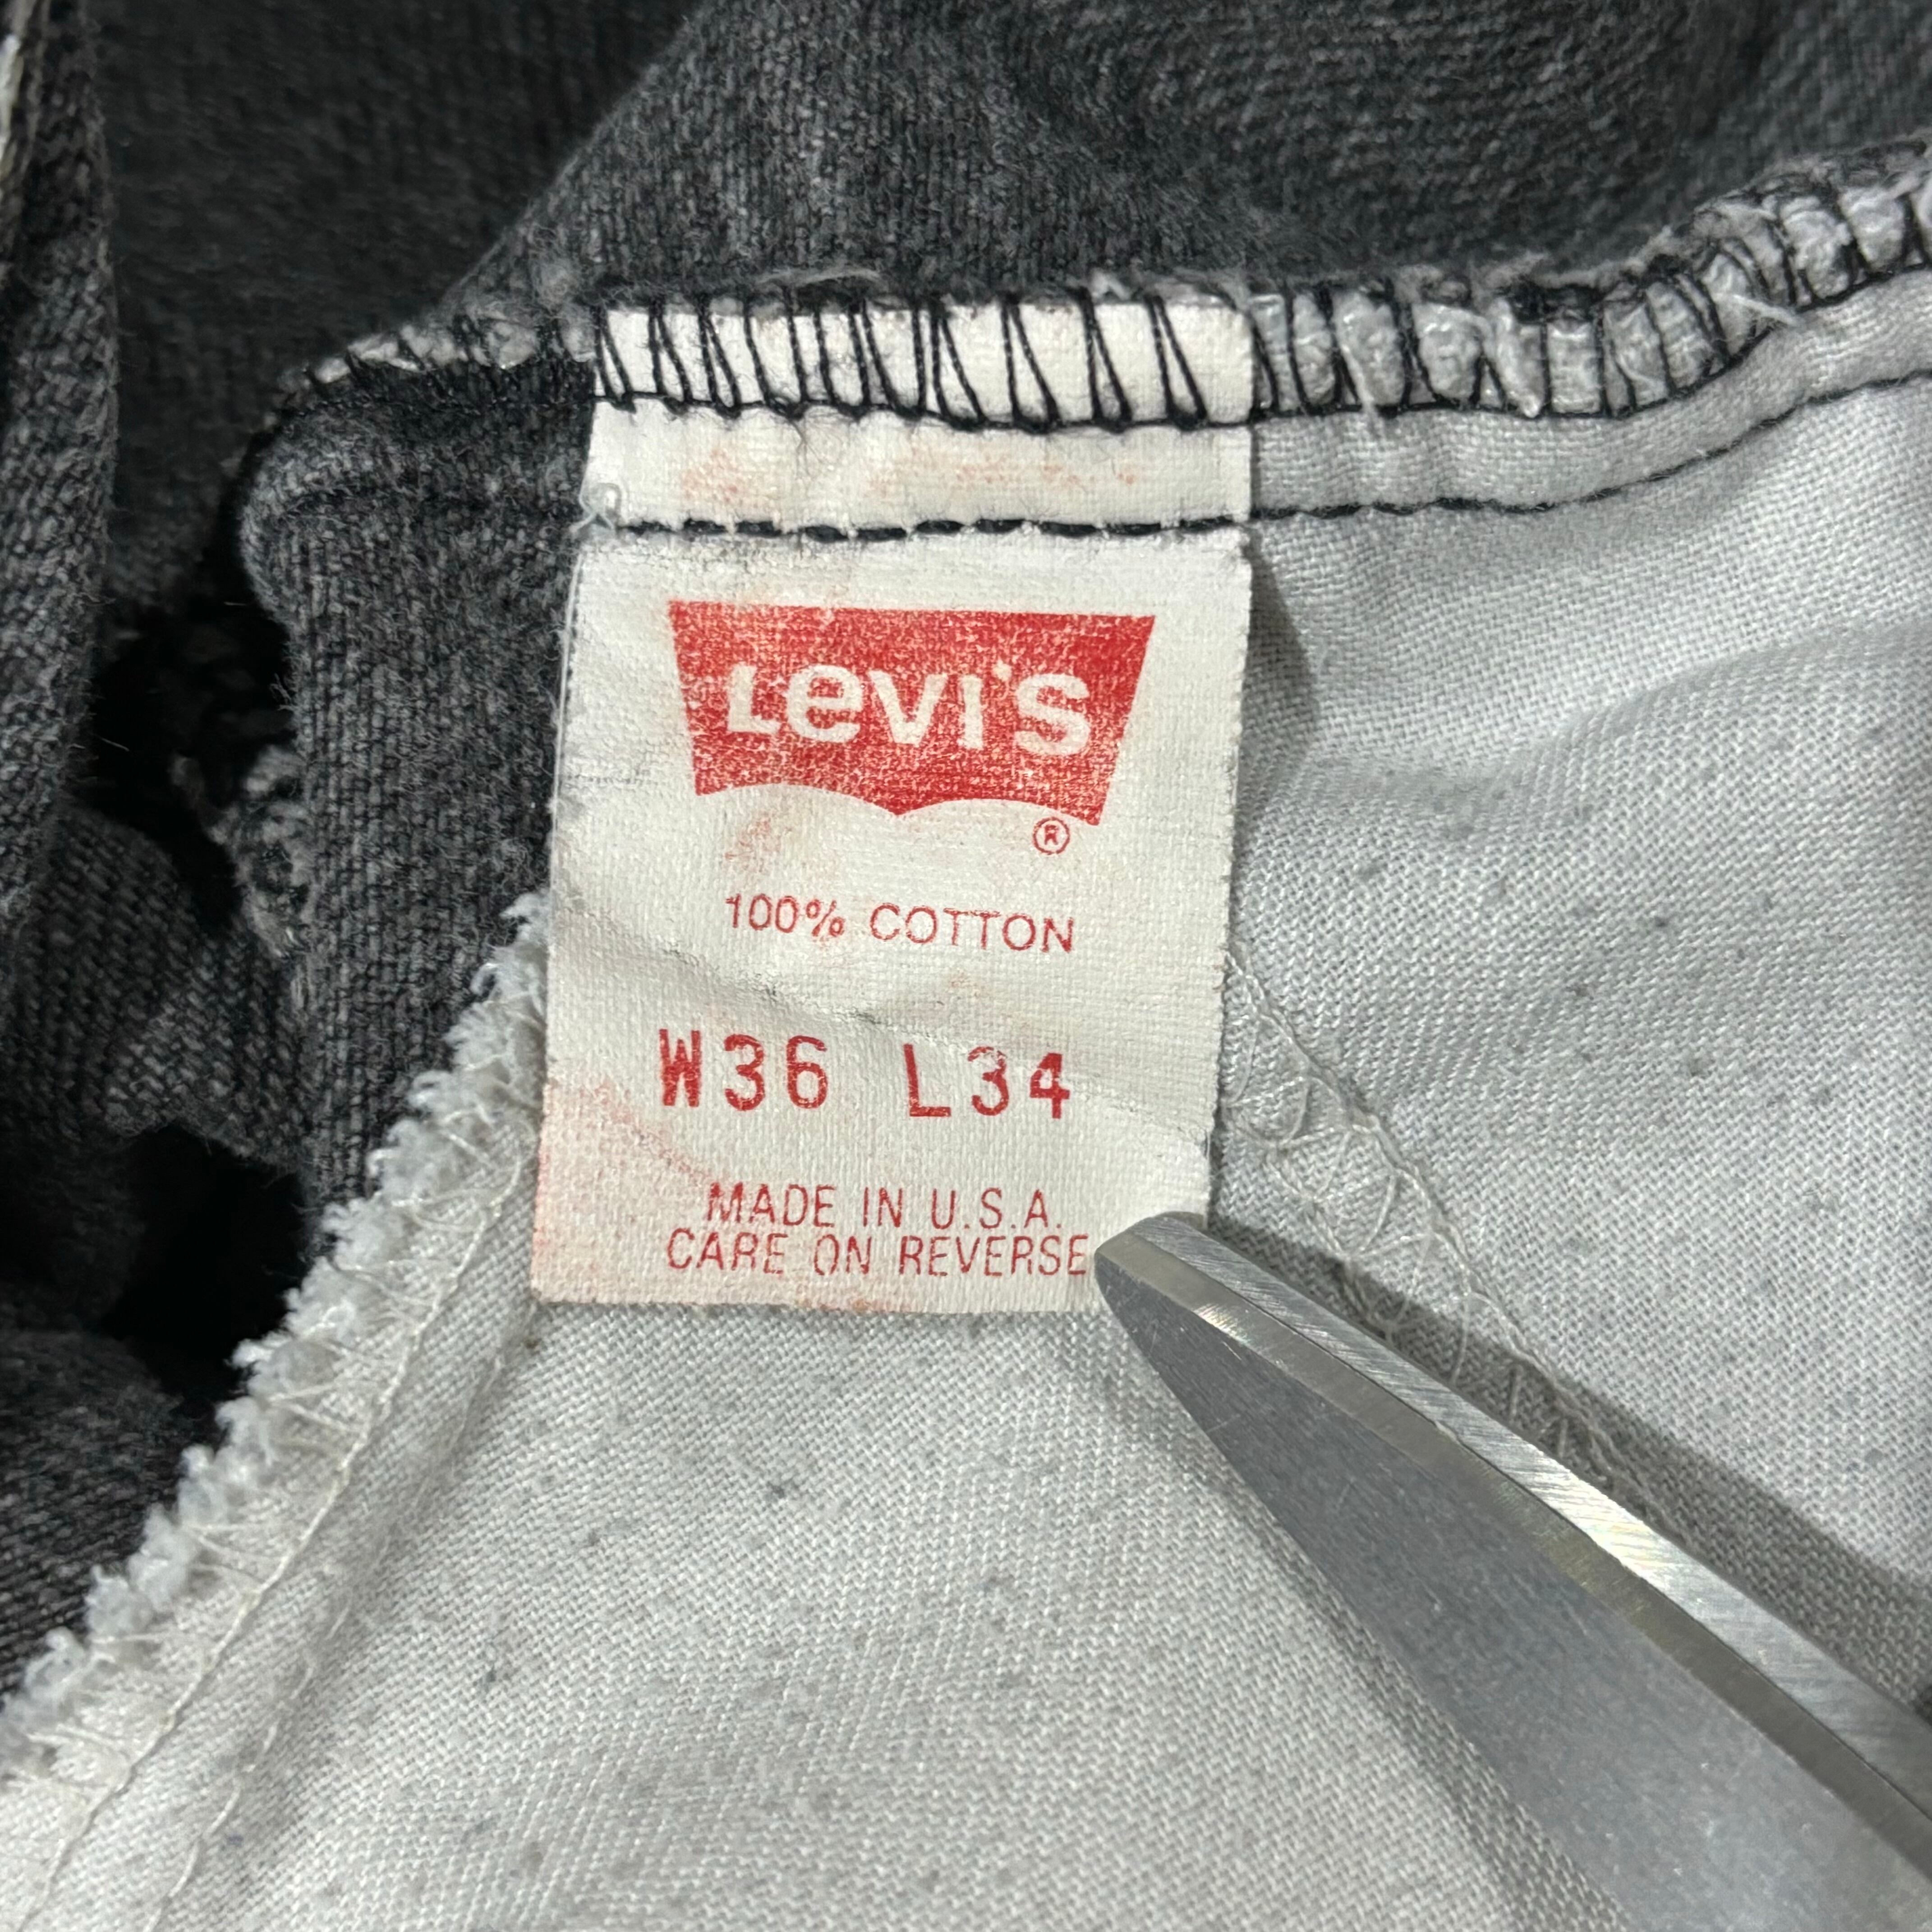 Levi's
®
100% COTTON
W36 L34
MADE IN U.S.A.
CARE ON REVERSE